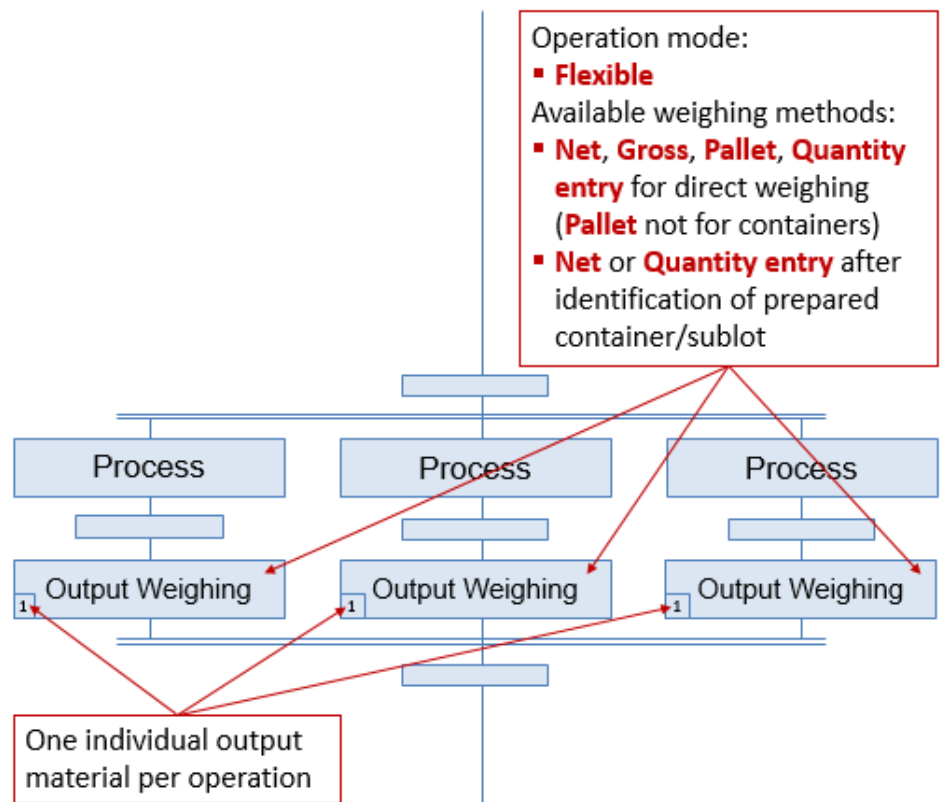 Operation mode:
▪ Flexible
Available weighing methods:
▪ Net, Gross, Pallet, Quantity
entry for direct weighing
(Pallet not for containers)
▪ Net or Quantity entry after
identification of prepared
container/sublot
Process
Process
Process
Output Weighing
1
Output Weighing
1
Output Weighing
1
One individual output
material per operation